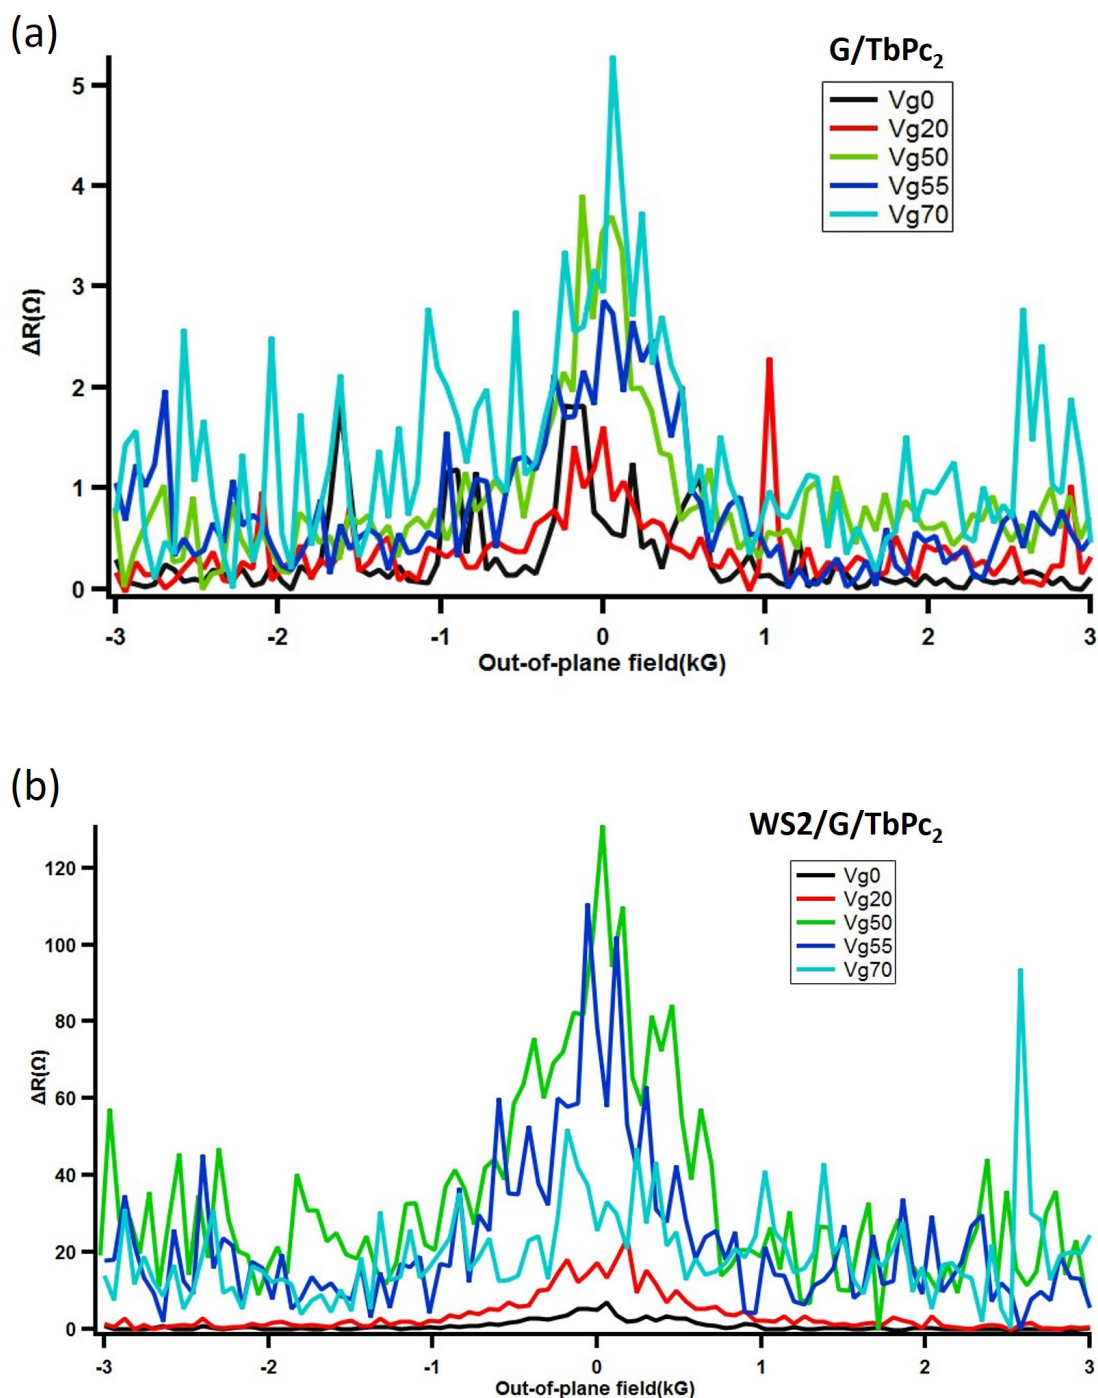 (a)
G/TbPc₂
Vg0
Vg20
Vg50
Vg55
Vg70
5
4
3
2
1
0
ΔR(Ω)
-3 -2 -1 0 1 2 3
Out-of-plane field(kG)
(b)
WS2/G/TbPc₂
Vg0
Vg20
Vg50
Vg55
Vg70
120
100
80
60
40
20
0
ΔR(Ω)
-3 -2 -1 0 1 2 3
Out-of-plane field(kG)